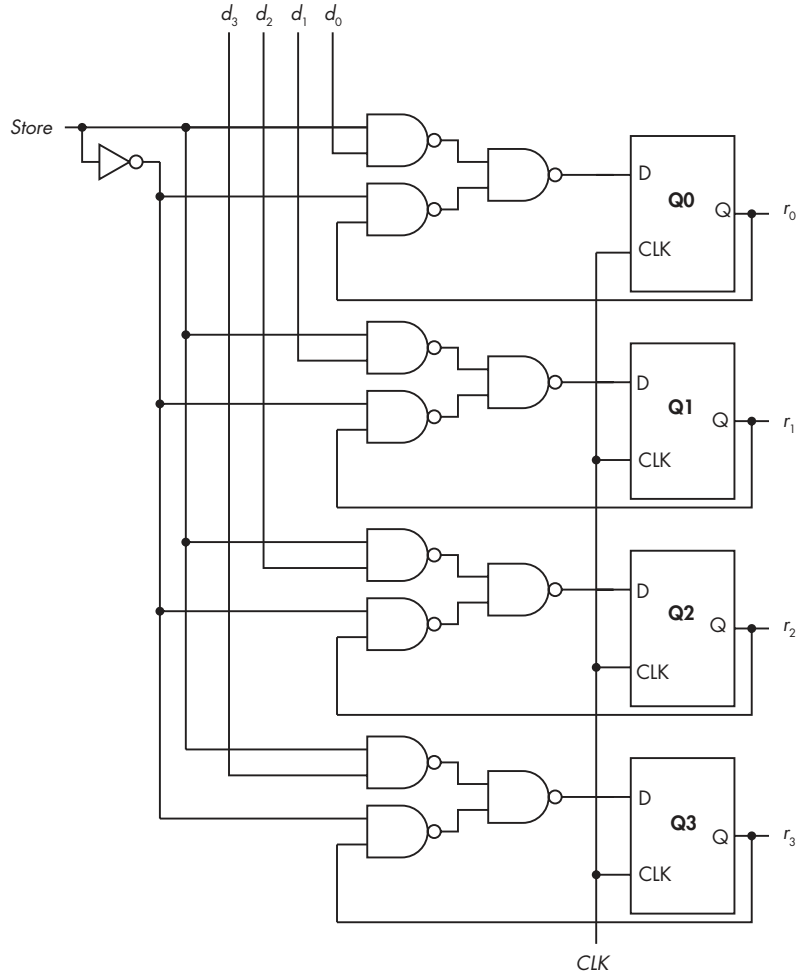 d₃ d₂ d₁ d₀
Store
D
Q0
Q
r₀
CLK
D
Q1
Q
r₁
CLK
D
Q2
Q
r₂
CLK
D
Q3
Q
r₃
CLK
CLK